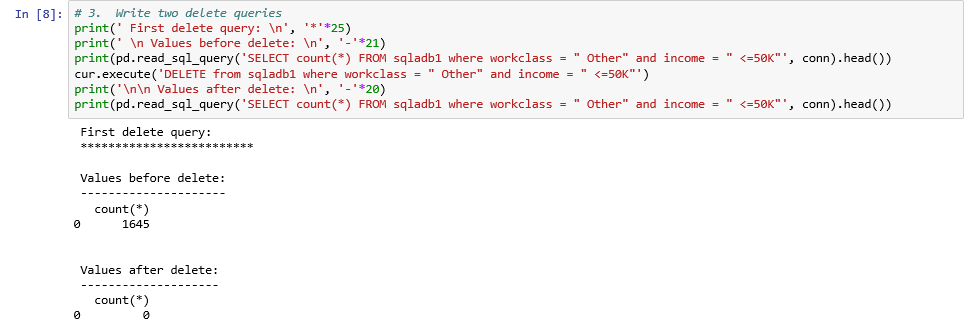 In [8]: # 3.  Write two delete queries
print(' First delete query: \n', '*'*25)
print(' \n Values before delete: \n', '-'*21)
print(pd.read_sql_query('SELECT count(*) FROM sqladb1 where workclass = " Other" and income = " <=50K"', conn).head())
cur.execute('DELETE from sqladb1 where workclass = " Other" and income = " <=50K"')
print('\n\n Values after delete: \n', '-'*20)
print(pd.read_sql_query('SELECT count(*) FROM sqladb1 where workclass = " Other" and income = " <=50K"', conn).head())
First delete query:
*************************
Values before delete:
---------------------
count(*)
0      1645
Values after delete:
--------------------
count(*)
0         0